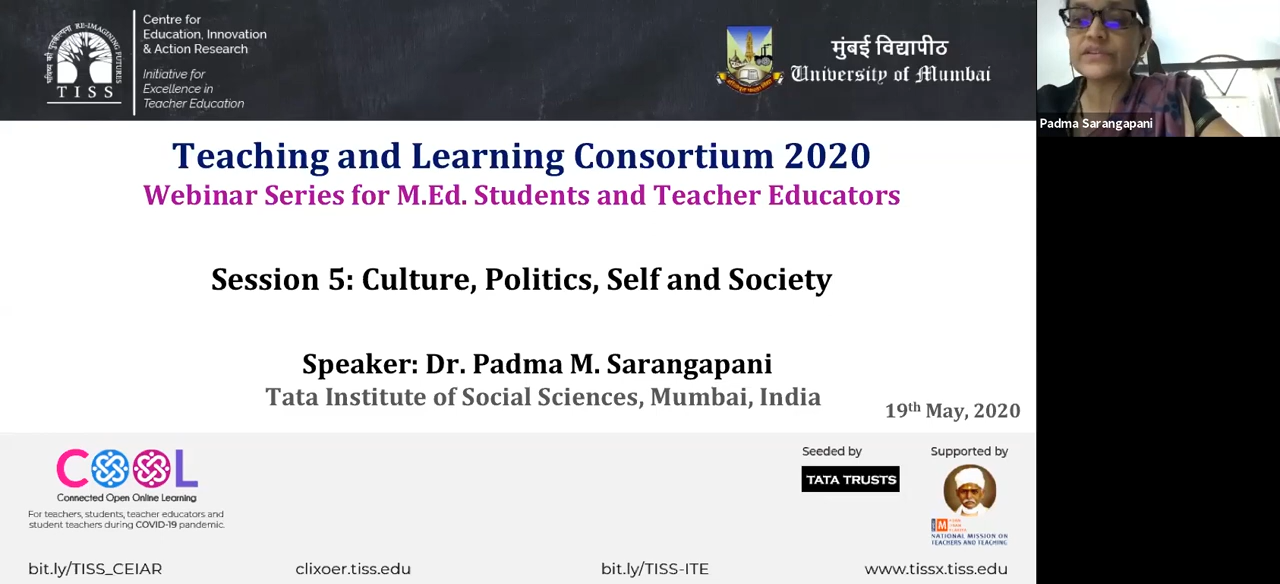 Centre for
Education, Innovation
& Action Research
Initiative for
Excellence in
Teacher Education
RE-IMAGINING FUTURES
TISS
मुंबई विद्यापीठ
University of Mumbai
Padma Sarangapani
Teaching and Learning Consortium 2020
Webinar Series for M.Ed. Students and Teacher Educators
Session 5: Culture, Politics, Self and Society
Speaker: Dr. Padma M. Sarangapani
Tata Institute of Social Sciences, Mumbai, India
19th May, 2020
COOL
Connected Open Online Learning
For teachers, students, teacher educators and
student teachers during COVID-19 pandemic.
Seeded by
TATA TRUSTS
Supported by
NATIONAL MISSION ON
TEACHERS AND TEACHING
bit.ly/TISS_CEIAR
clixoer.tiss.edu
bit.ly/TISS-ITE
www.tissx.tiss.edu